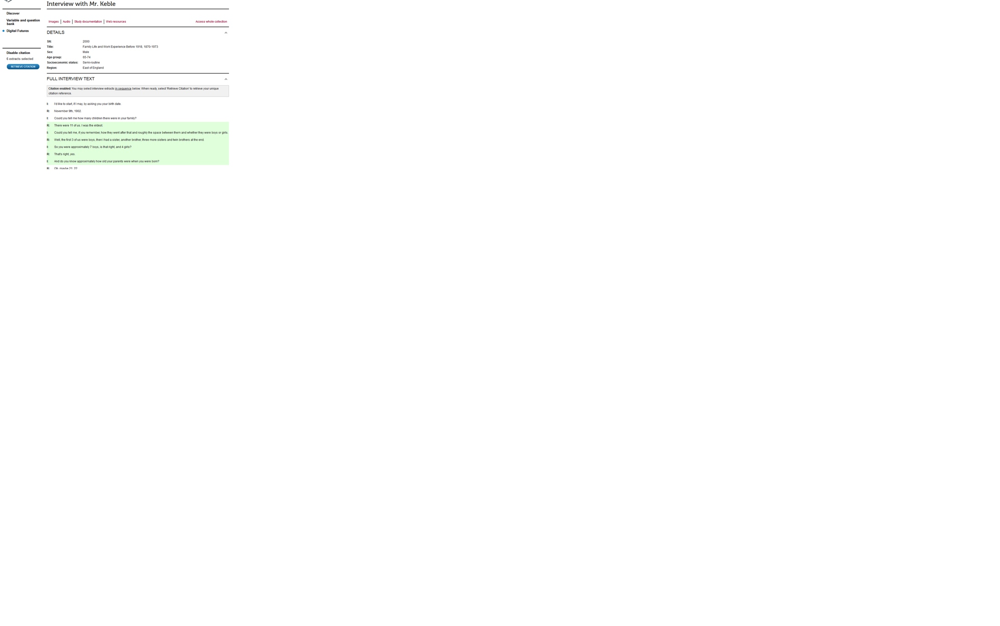 Interview with Mr. Keble
Discover
Variable and question
bank
Digital Futures
Disable citation
6 extracts selected
RETRIEVE CITATION
Images | Audio | Study documentation | Web resources
Access whole collection
DETAILS
SN: 2000
Title: Family Life and Work Experience Before 1918, 1870-1973
Sex: Male
Age group: 65-74
Socioeconomic status: Semi-routine
Region: East of England
FULL INTERVIEW TEXT
Citation enabled: You may select interview extracts in sequence below. When ready, select 'Retrieve Citation' to retrieve your unique
citation reference.
I: I'd like to start, if I may, by asking you your birth date.
R: November 9th, 1902.
I: Could you tell me how many children there were in your family?
R: There were 11 of us. I was the eldest.
I: Could you tell me, if you remember, how they went after that and roughly the space between them and whether they were boys or girls.
R: Well, the first 3 of us were boys, then I had a sister, another brother, three more sisters and twin brothers at the end.
I: So you were approximately 7 boys, is that right, and 4 girls?
R: That's right, yes.
I: And do you know approximately how old your parents were when you were born?
R: Oh, maybe 21, 22